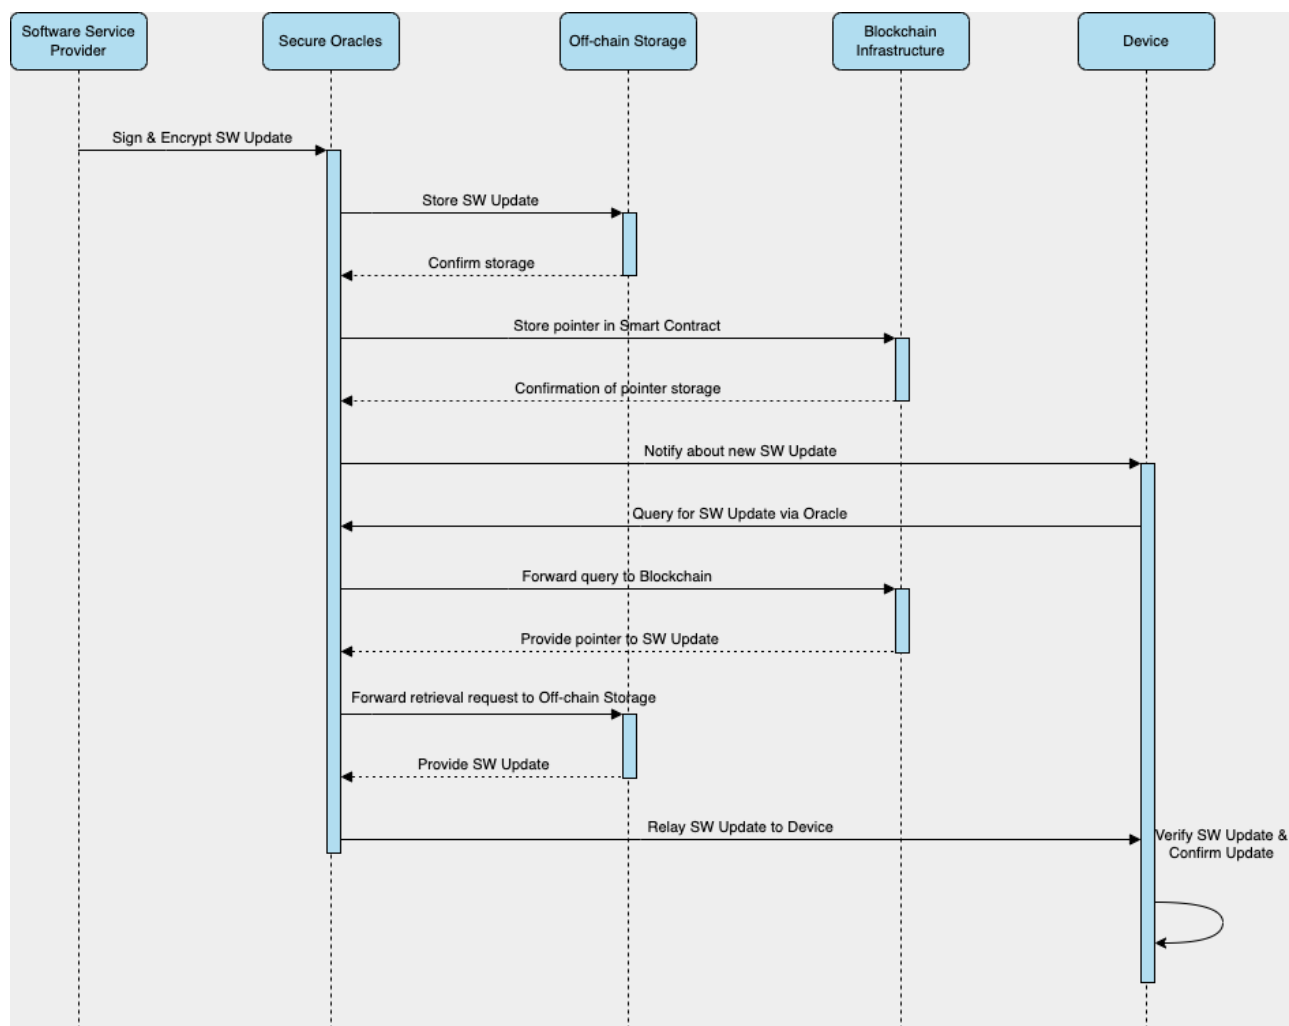 Software Service
Provider
Secure Oracles
Off-chain Storage
Blockchain
Infrastructure
Device
Sign & Encrypt SW Update
Store SW Update
Confirm storage
Store pointer in Smart Contract
Confirmation of pointer storage
Notify about new SW Update
Query for SW Update via Oracle
Forward query to Blockchain
Provide pointer to SW Update
Forward retrieval request to Off-chain Storage
Provide SW Update
Relay SW Update to Device
Verify SW Update &
Confirm Update